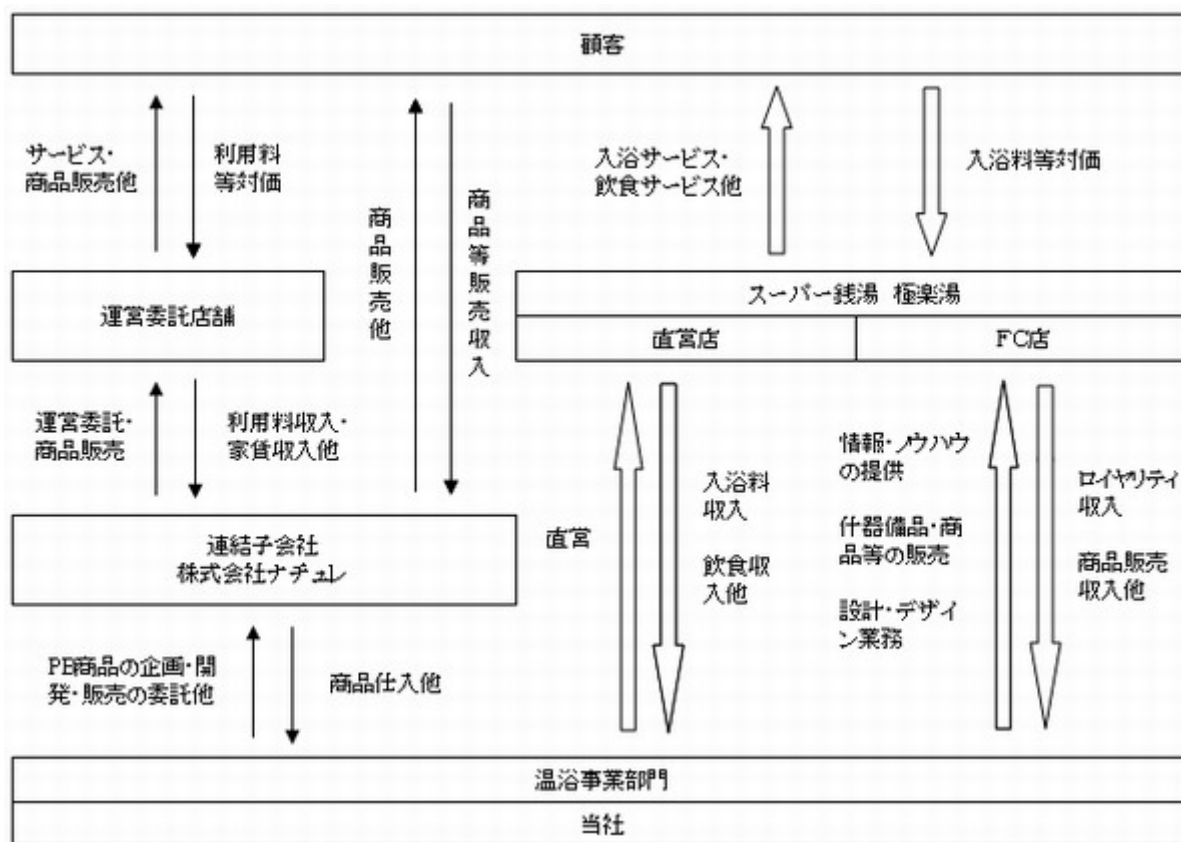 顧客
サービス・
商品販売他
利用料
等対価
商品販売他
商品等販売収入
入浴サービス・
飲食サービス他
入浴料等対価
運営委託店舗
スーパー銭湯 極楽湯
直営店
FC店
運営委託・
商品販売
利用料収入・
家賃収入他
連結子会社
株式会社ナチュレ
直営
入浴料
収入
飲食収
入他
情報・ノウハウ
の提供
什器備品・商
品等の販売
設計・デザイ
ン業務
ロイヤリティ
収入
商品販売
収入他
PB商品の企画・開
発・販売の委託他
商品仕入他
温浴事業部門
当社